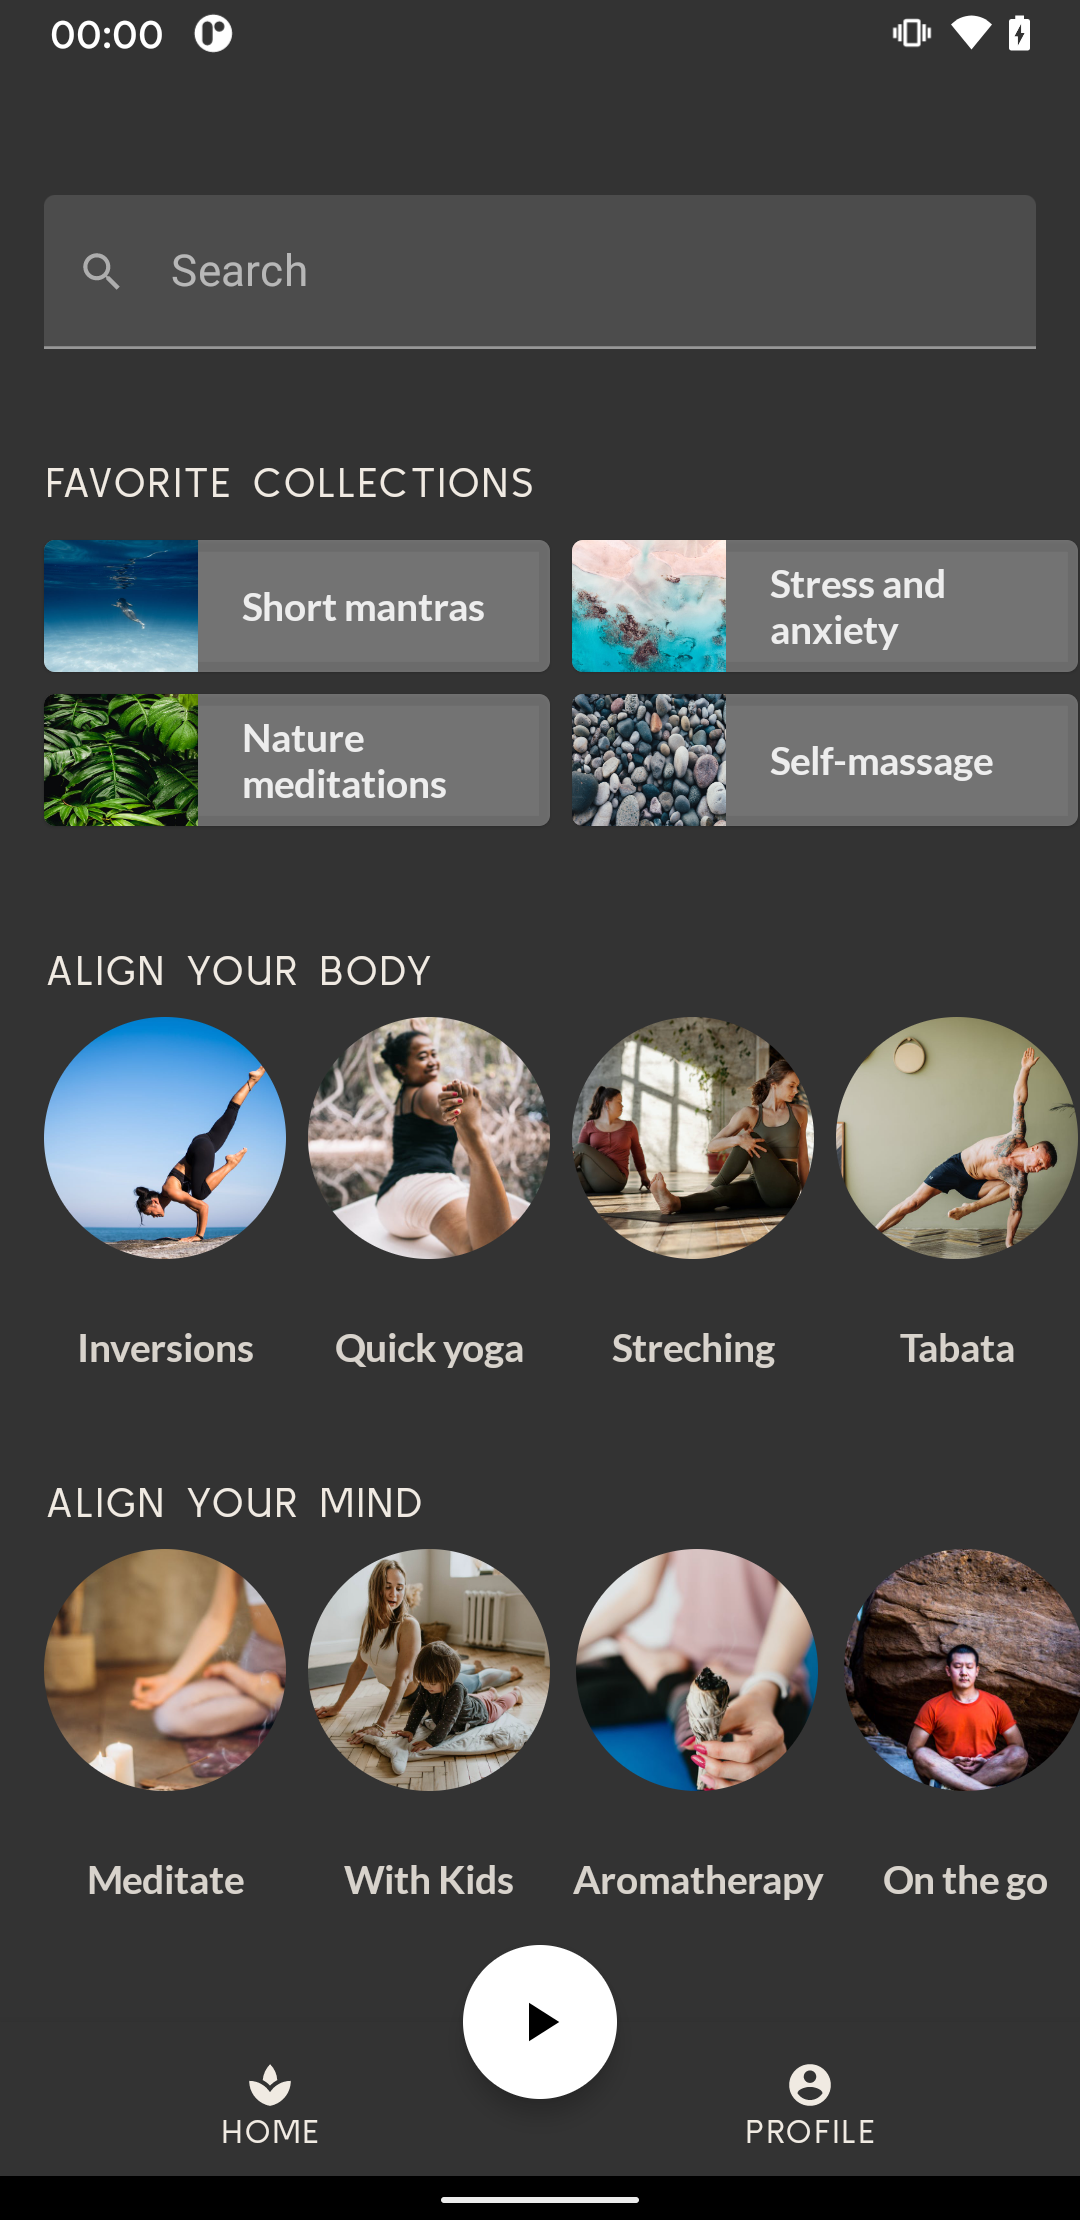 00:00
Search
FAVORITE COLLECTIONS
Short mantras
Stress and
anxiety
Nature
meditations
Self-massage
ALIGN YOUR BODY
Inversions
Quick yoga
Streching
Tabata
ALIGN YOUR MIND
Meditate
With Kids
Aromatherapy
On the go
HOME
PROFILE